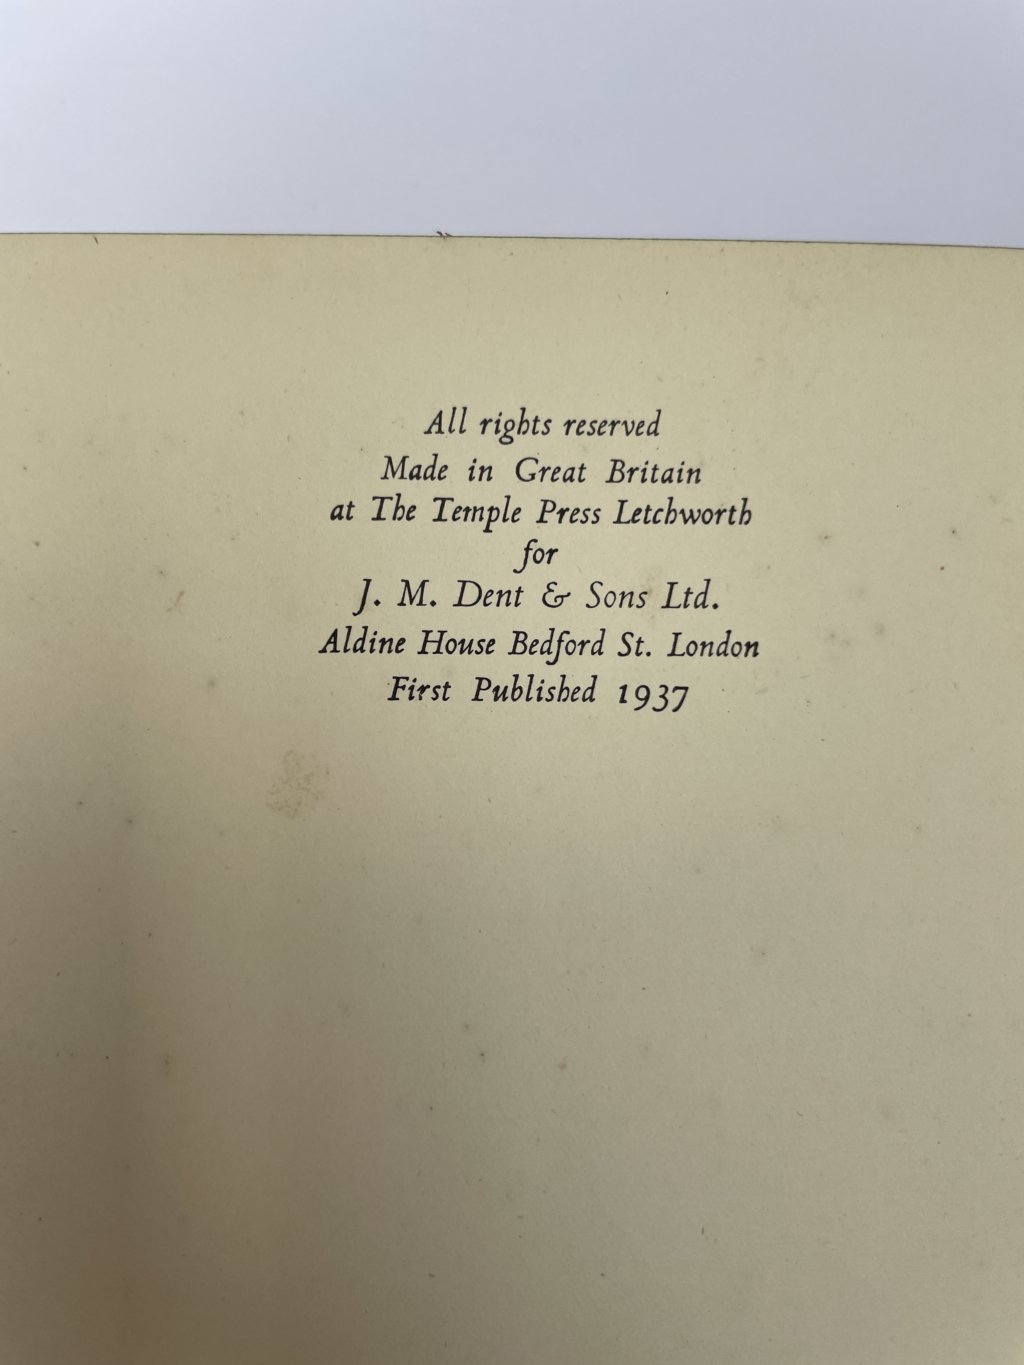 All rights reserved
Made in Great Britain
at The Temple Press Letchworth
for
J. M. Dent & Sons Ltd.
Aldine House Bedford St. London
First Published 1937